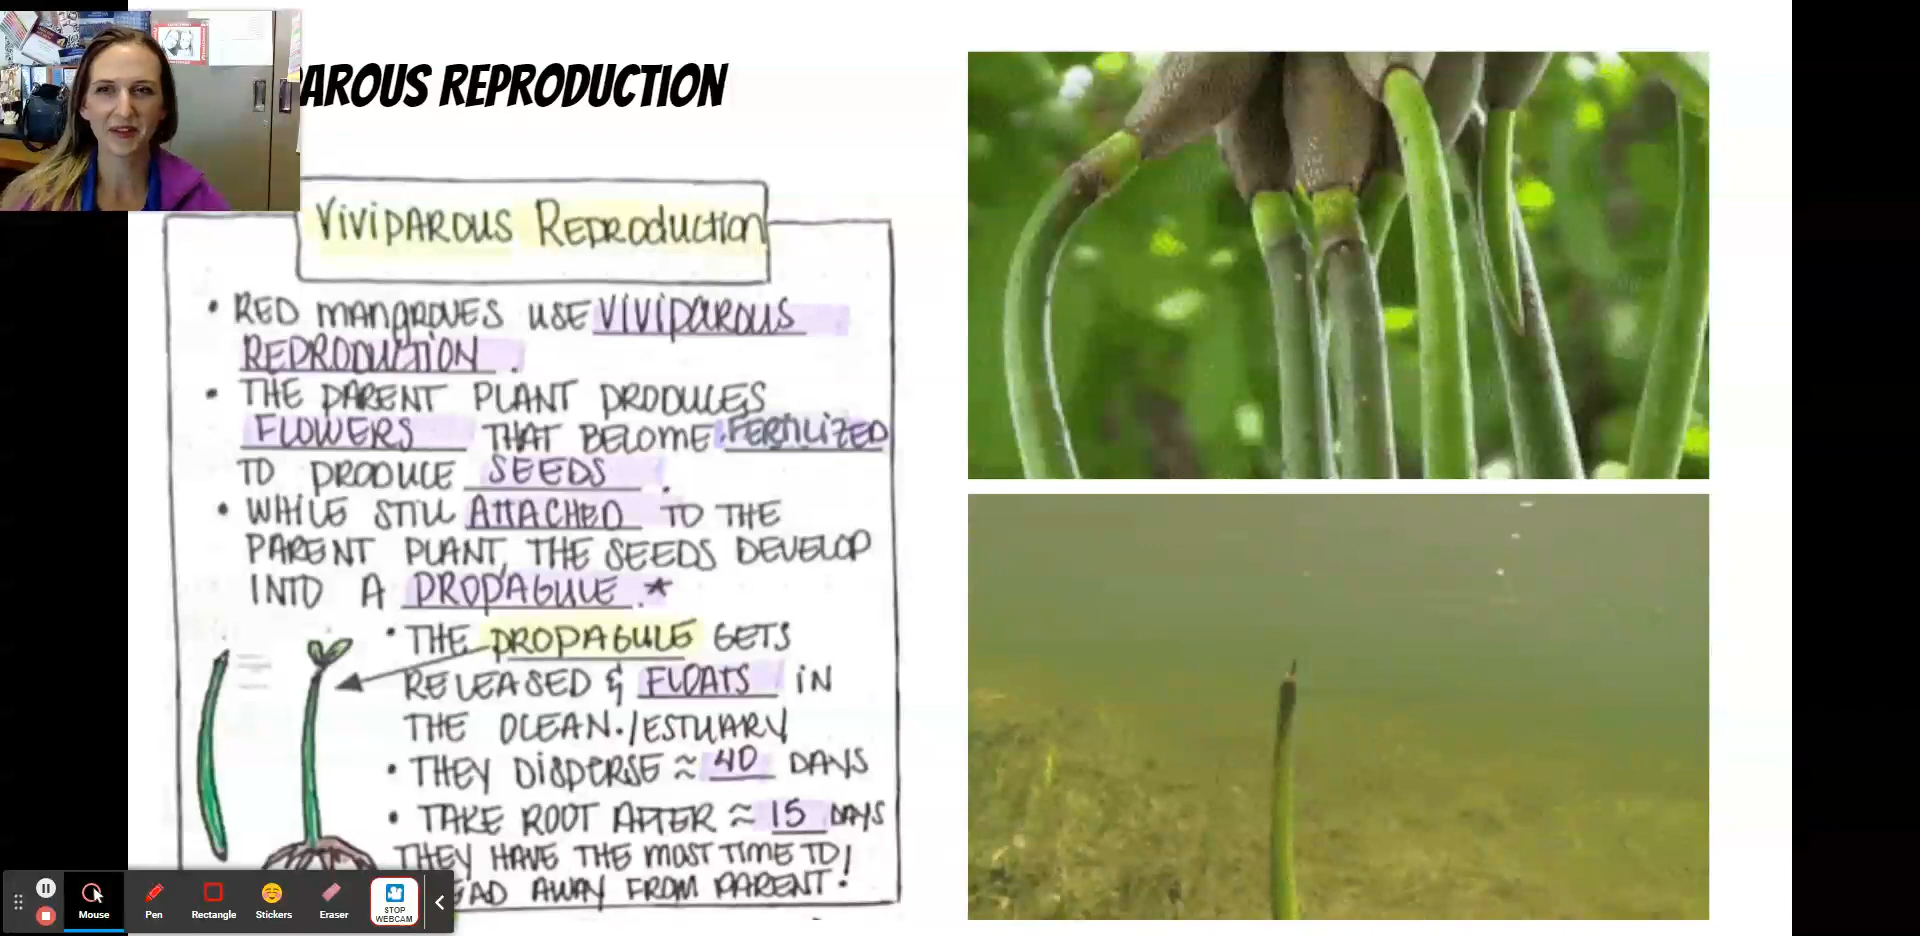 AROUS REPRODUCTION
Viviparous Reproduction
• RED MANGROVES USE VIVIPAROUS
REPRODUCTION.
• THE PARENT PLANT PRODUCES
FLOWERS THAT BECOME FERTILIZED
TO PRODUCE SEEDS.
• WHILE STILL ATTACHED TO THE
PARENT PLANT, THE SEEDS DEVELOP
INTO A PROPAGULE.*
• THE PROPAGULE GETS
RELEASED & FLOATS IN
THE OCEAN./ESTUARY
• THEY DISPERSE ≈ 40 DAYS
• TAKE ROOT AFTER ≈ 15 DAYS
THEY HAVE THE MOST TIME TO
EAD AWAY FROM PARENT!
Mouse
Pen
Rectangle
Stickers
Eraser
STOP
WEBCAM